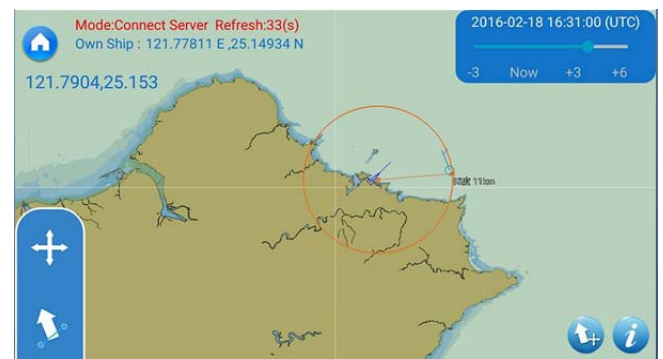 Mode:Connect Server Refresh:33(s)
Own Ship : 121.77811 E ,25.14934 N
121.7904,25.153
2016-02-18 16:31:00 (UTC)
-3 Now +3 +6
11km
i